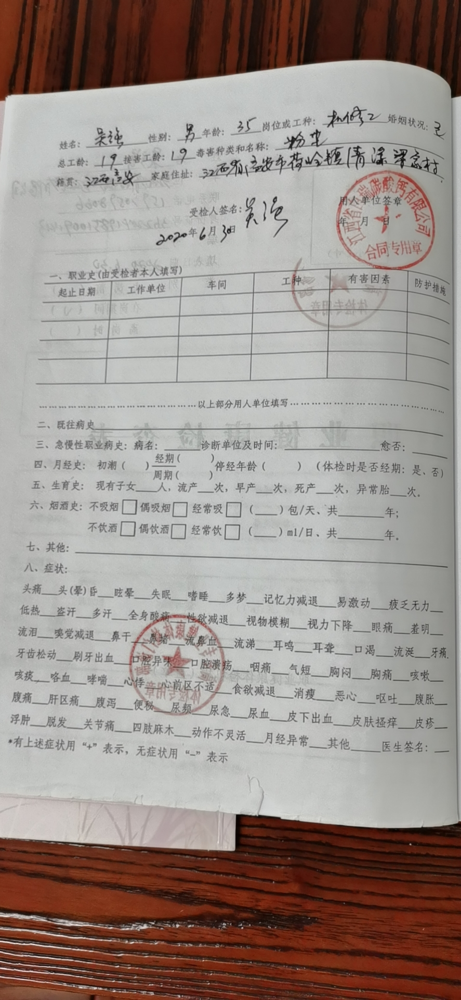 姓名：吴强 性别：男 年龄：35 岗位或工种：机修工 婚姻状况：
总工龄：19 接害工龄：19 毒害种类和名称：粉尘
籍贯：江西高安 家庭住址：江西省高安市荷岭镇清溪梁家村
受检人签名：吴强 用人单位签章
2020年6月30日 年 月 日
合同专用章
一、职业史(由受检者本人填写)
起止日期 工作单位 车间 工种 有害因素 防护措施
体检专用章
……以上部分用人单位填写……
二、既往病史
三、急慢性职业病史：病名：______诊断单位及时间：______愈否：____
四、月经史： 初潮（ ）经期( ) 停经年龄（ ）（体检时是否经期：是、否）
周期( )
五、生育史： 现有子女___人，流产___次，早产___次，死产___次，异常胎___次。
六、烟酒史：不吸烟□ 偶吸烟□ 经常吸□（___）包/天、共______年；
不饮酒□ 偶饮酒□ 经常饮□（___）ml/日、共______年。
七、其他：
八、症状：
头痛___头(晕)昏___眩晕___失眠___嗜睡___多梦___记忆力减退___易激动___疲乏无力__
低热___盗汗___多汗___全身酸痛___性欲减退___视物模糊___视力下降___眼痛___羞明___
流泪___嗅觉减退___鼻干___鼻堵___流鼻血___流涕___耳鸣___耳聋___口渴___流涎___牙痛
牙齿松动___刷牙出血___口腔异味___口腔溃疡___咽痛___气短___胸闷___胸痛___咳嗽___
咳痰___咯血___哮喘___心悸___心前区不适___食欲减退___消瘦___恶心___呕吐___腹胀__
腹痛___肝区痛___腹泻___便秘___尿频___尿急___尿血___皮下出血___皮肤搔痒___皮疹__
浮肿___脱发___关节痛___四肢麻木___动作不灵活___月经异常___其他_____医生签名：__
体检专用章
*有上述症状用“+”表示，无症状用“-”表示